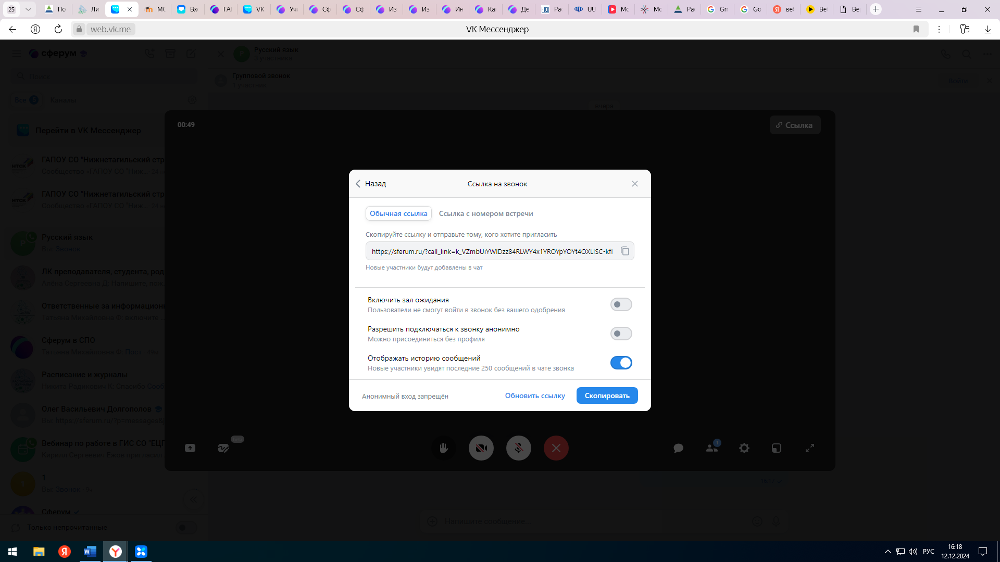 25
По
Ли
МС
Вх
ГА
VK
Уч
Сф
Сф
Из
Из
Ин
Ка
Де
Ра
UU
Мо
Мо
Ра
Gn
Go
ве
Ве
Ве
web.vk.me
VK Мессенджер
сферум
Поиск
Все 5
Каналы
Перейти в VK Мессенджер
ГАПОУ СО "Нижнетагильский стр
Сообщество «ГАПОУ СО "Ниж...
ГАПОУ СО "Нижнетагильский стр
Сообщество «ГАПОУ СО "Ниж...
Русский язык
Вы: Звонок
ЛК преподавателя, студента, род
Алёна Сергеевна Д: Напишите, пож
Ответственные за информацион
Татьяна Михайловна Ф: включите ...
Сферум в СПО
Татьяна Михайловна Ф: Пост · 49м
Расписание и журналы
Никита Радикович К: Спасибо Сооб
Олег Васильевич Долгополов
Вы: https://sferum.ru/?p=messages&j
Вебинар по работе в ГИС СО "ЕЦП
Кирилл Сергеевич Ежов пригласил
1
Вы: Звонок · 9ч
Сферум
Только непрочитанные
Русский язык
3 участника
Групповой звонок
1 участник
Войти
вчера
00:49
Ссылка
Назад
Ссылка на звонок
Обычная ссылка
Ссылка с номером встречи
Скопируйте ссылку и отправьте тому, кого хотите пригласить
https://sferum.ru/?call_link=k_VZmbUiYWlDzz84RLWY4x1YROYpYOYt4OXLISC-kfI
Новые участники будут добавлены в чат
Включить зал ожидания
Пользователи не смогут войти в звонок без вашего одобрения
Разрешить подключаться к звонку анонимно
Можно присоединиться без профиля
Отображать историю сообщений
Новые участники увидят последние 250 сообщений в чате звонка
Анонимный вход запрещён
Обновить ссылку
Скопировать
beta
1
16:17
Напишите сообщение...
РУС
16:18
12.12.2024